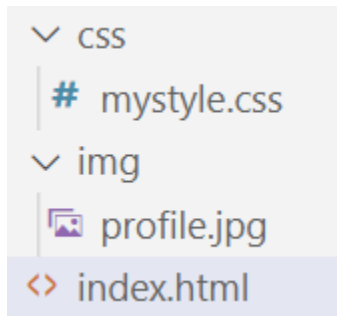 css
# mystyle.css
img
profile.jpg
<> index.html